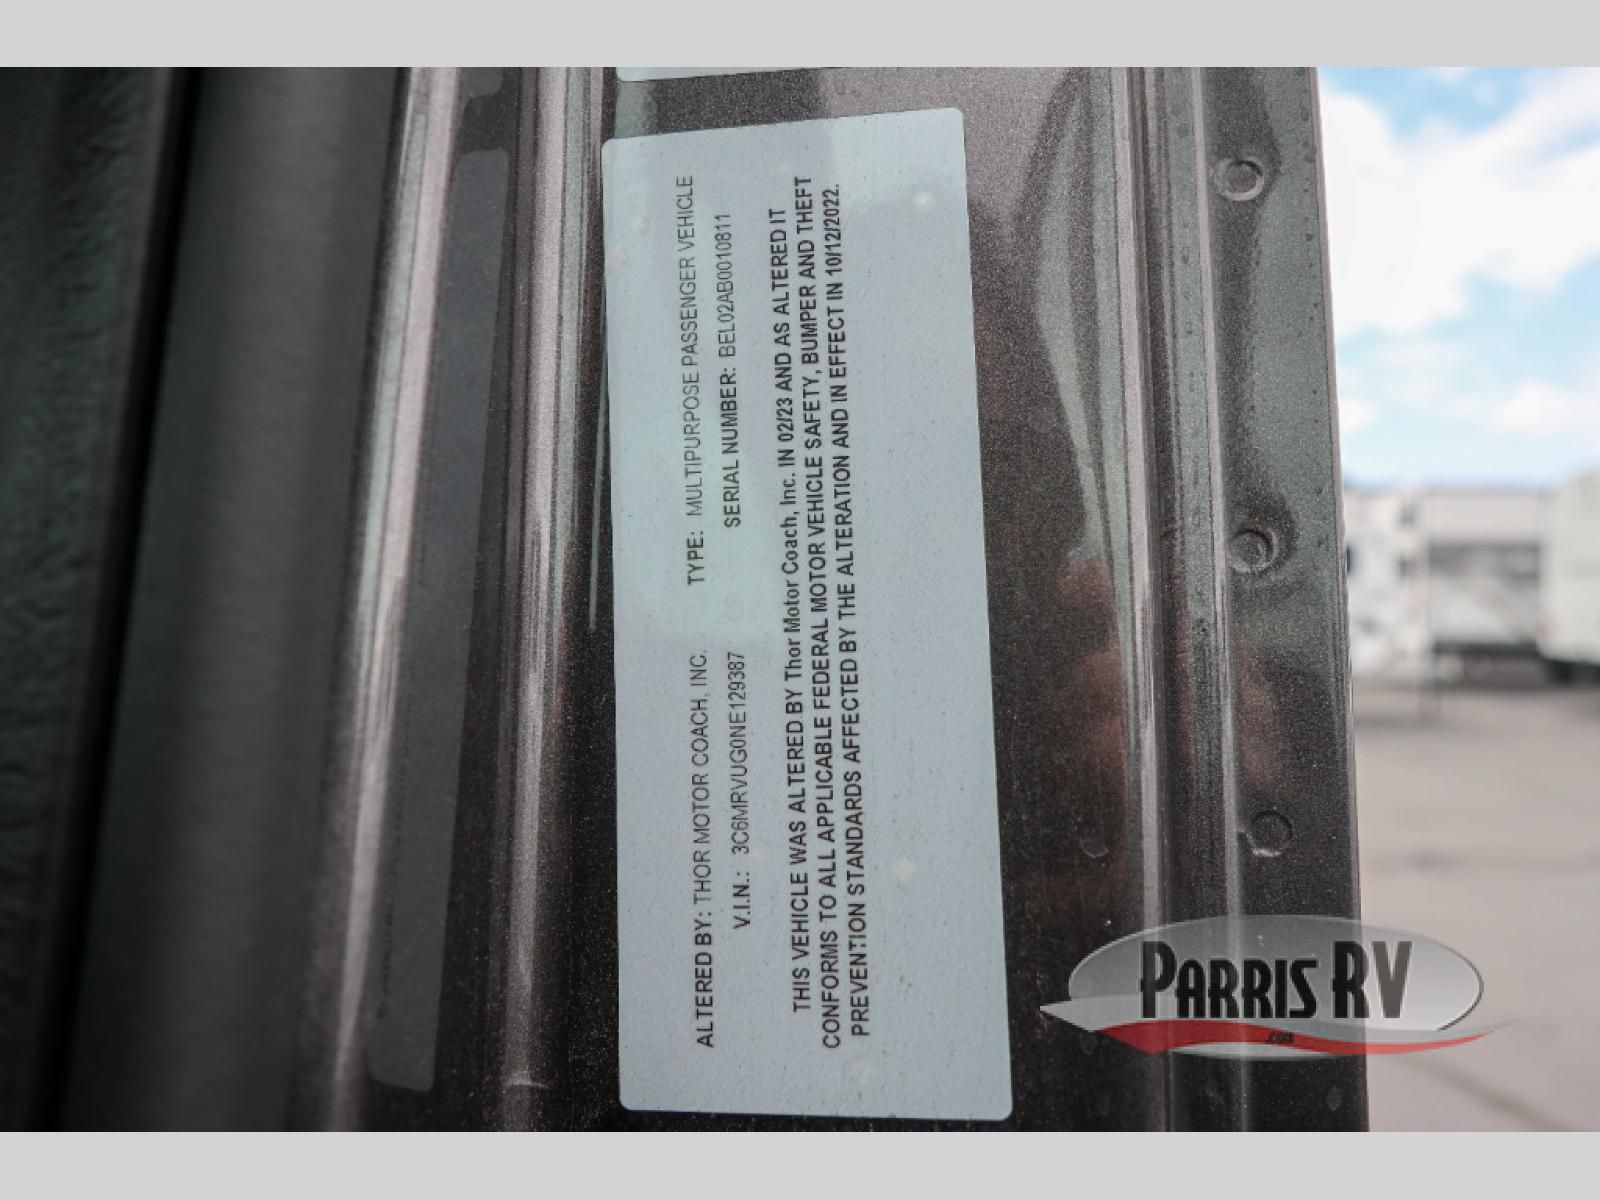 ALTERED BY: THOR MOTOR COACH, INC. TYPE: MULTIPURPOSE PASSENGER VEHICLE
V.I.N.: 3C6MRVUG0NE129387 SERIAL NUMBER: BEL02AB0010811
THIS VEHICLE WAS ALTERED BY Thor Motor Coach, Inc. IN 02/23 AND AS ALTERED IT
CONFORMS TO ALL APPLICABLE FEDERAL MOTOR VEHICLE SAFETY, BUMPER AND THEFT
PREVENTION STANDARDS AFFECTED BY THE ALTERATION AND IN EFFECT IN 10/12/2022.
PARRIS RV
.COM